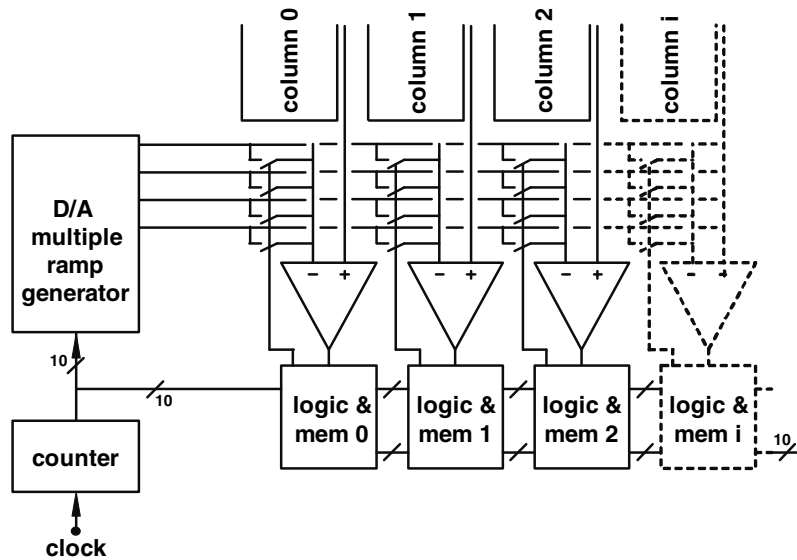 column 0
column 1
column 2
column i
D/A
multiple
ramp
generator
- +
- +
- +
- -
10
10
logic &
mem 0
logic &
mem 1
logic &
mem 2
logic &
mem i
10
counter
clock